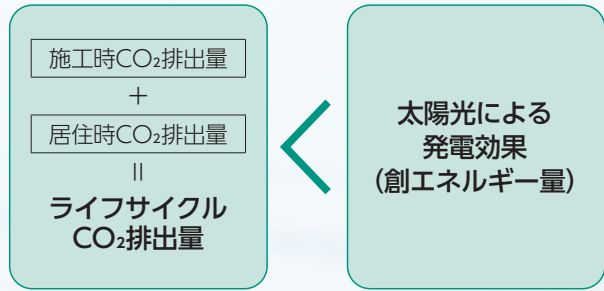 施工時CO₂排出量
+
居住時CO₂排出量
=
ライフサイクル
CO₂排出量
<
太陽光による
発電効果
(創エネルギー量)